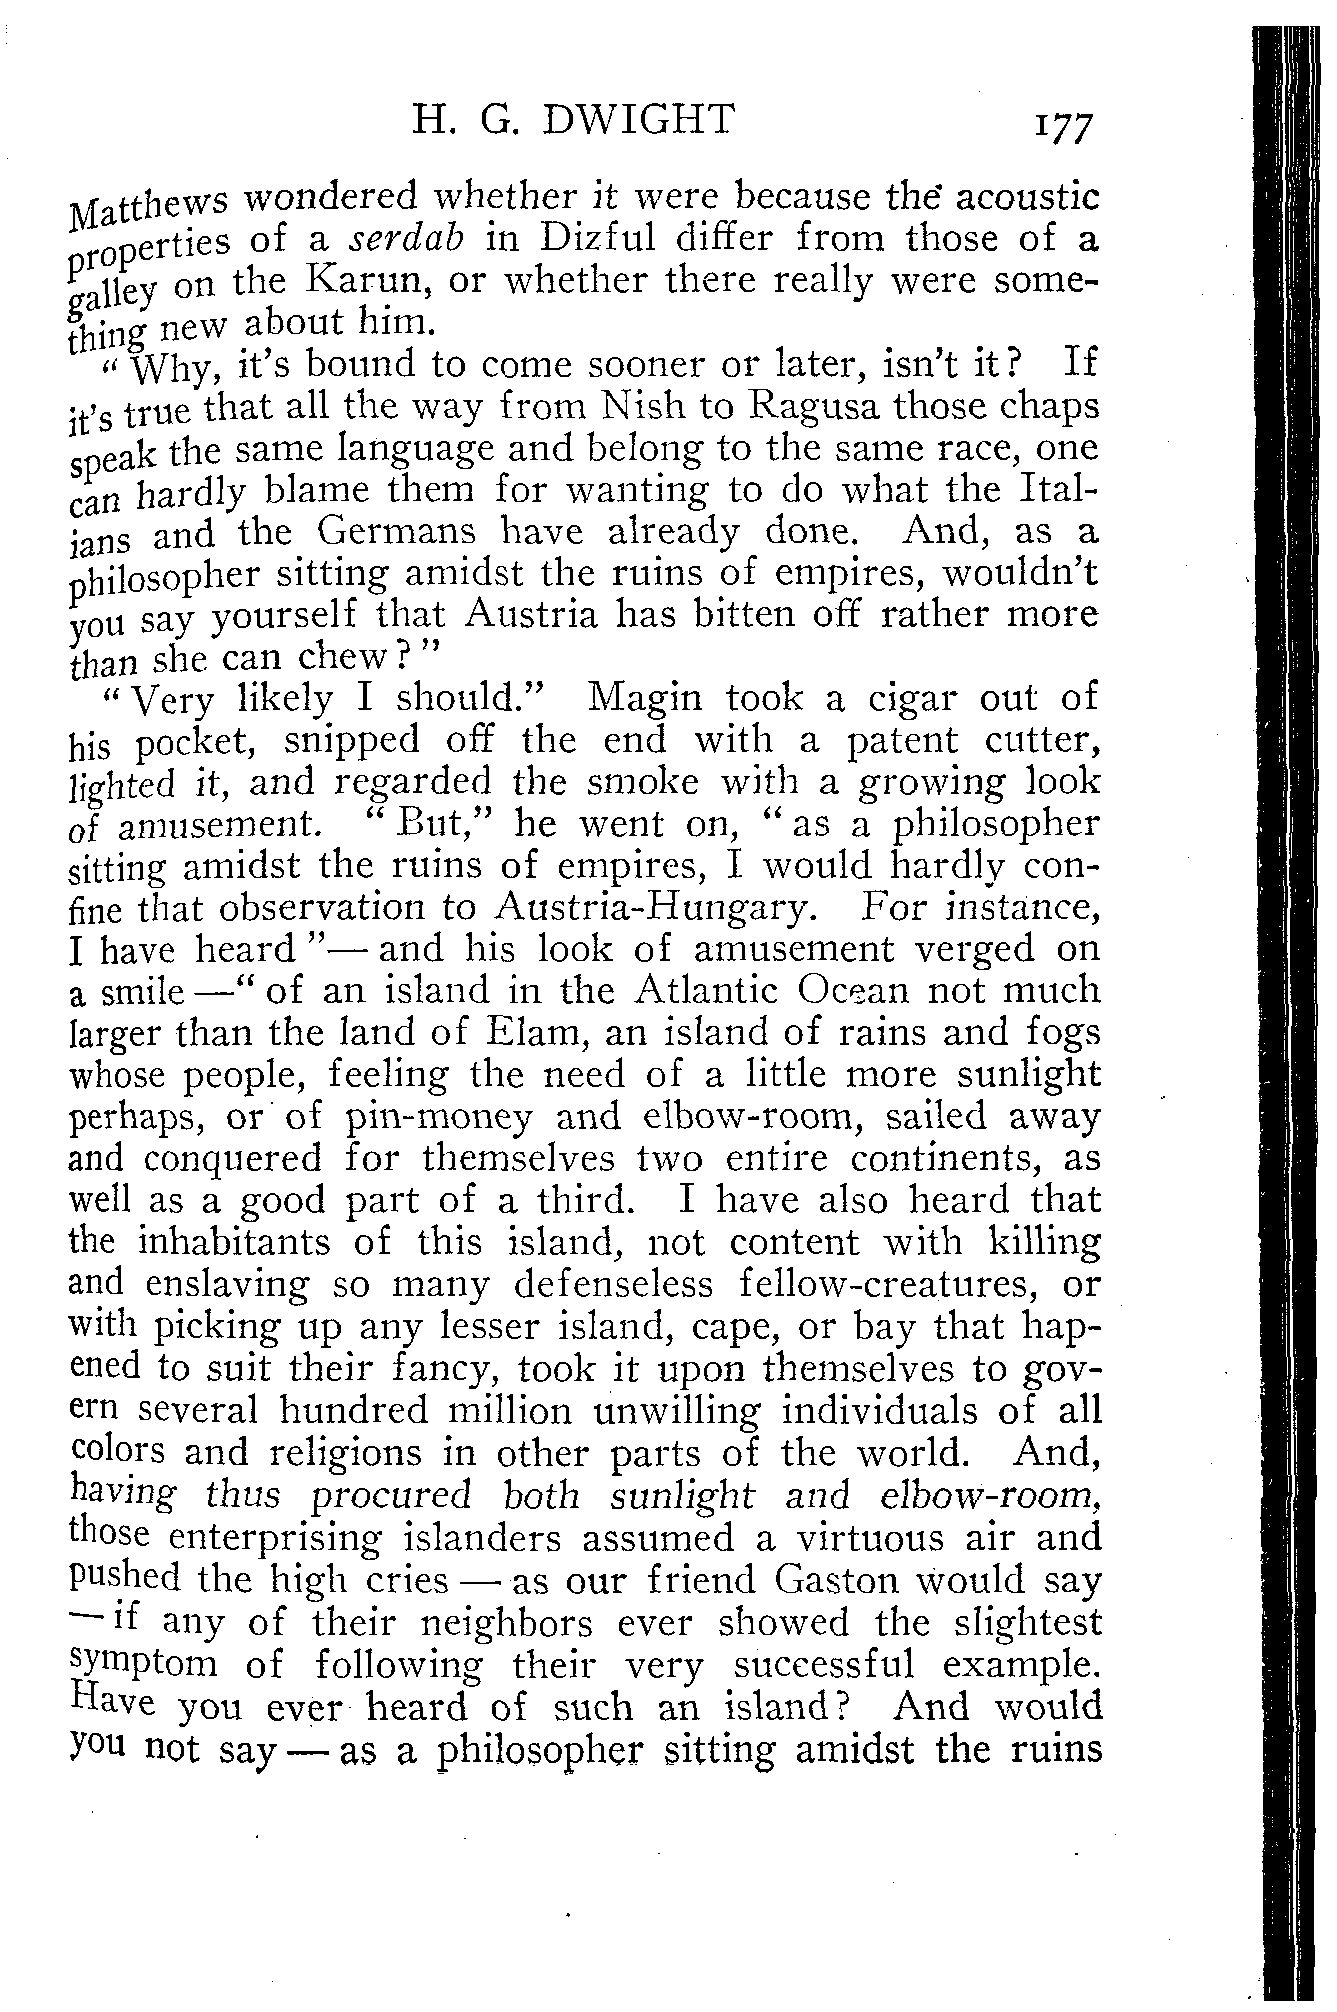 H. G. DWIGHT 177
Matthews wondered whether it were because the acoustic
properties of a serdab in Dizful differ from those of a
galley on the Karun, or whether there really were some-
thing new about him.
" Why, it's bound to come sooner or later, isn't it? If
it's true that all the way from Nish to Ragusa those chaps
speak the same language and belong to the same race, one
can hardly blame them for wanting to do what the Ital-
ians and the Germans have already done. And, as a
philosopher sitting amidst the ruins of empires, wouldn't
you say yourself that Austria has bitten off rather more
than she can chew? "
" Very likely I should." Magin took a cigar out of
his pocket, snipped off the end with a patent cutter,
lighted it, and regarded the smoke with a growing look
of amusement. " But," he went on, " as a philosopher
sitting amidst the ruins of empires, I would hardly con-
fine that observation to Austria-Hungary. For instance,
I have heard "— and his look of amusement verged on
a smile —" of an island in the Atlantic Ocean not much
larger than the land of Elam, an island of rains and fogs
whose people, feeling the need of a little more sunlight
perhaps, or of pin-money and elbow-room, sailed away
and conquered for themselves two entire continents, as
well as a good part of a third. I have also heard that
the inhabitants of this island, not content with killing
and enslaving so many defenseless fellow-creatures, or
with picking up any lesser island, cape, or bay that hap-
ened to suit their fancy, took it upon themselves to gov-
ern several hundred million unwilling individuals of all
colors and religions in other parts of the world. And,
having thus procured both sunlight and elbow-room,
those enterprising islanders assumed a virtuous air and
pushed the high cries — as our friend Gaston would say
— if any of their neighbors ever showed the slightest
symptom of following their very successful example.
Have you ever heard of such an island? And would
you not say — as a philosopher sitting amidst the ruins